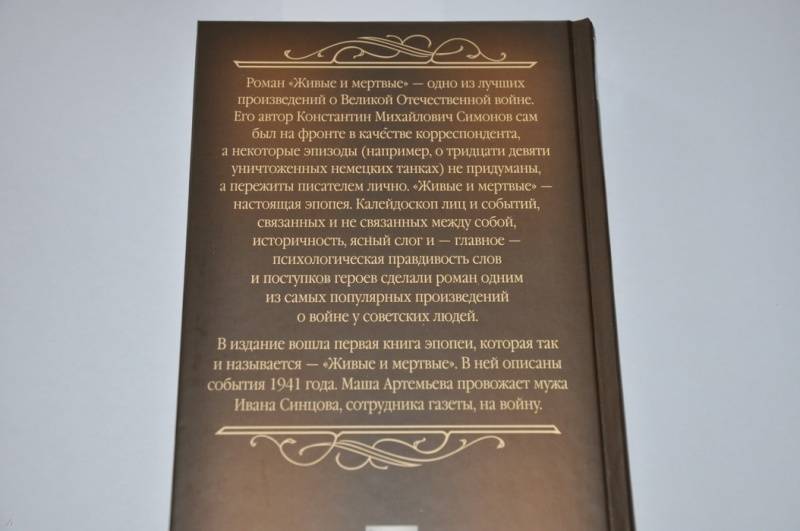 Роман «Живые и мертвые» — одно из лучших
произведений о Великой Отечественной войне.
Его автор Константин Михайлович Симонов сам
был на фронте в качестве корреспондента,
а некоторые эпизоды (например, о тридцати девяти
уничтоженных немецких танках) не придуманы,
а пережиты писателем лично. «Живые и мертвые» —
настоящая эпопея. Калейдоскоп лиц и событий,
связанных и не связанных между собой,
историчность, ясный слог и — главное —
психологическая правдивость слов
и поступков героев сделали роман одним
из самых популярных произведений
о войне у советских людей.
В издание вошла первая книга эпопеи, которая так
и называется — «Живые и мертвые». В ней описаны
события 1941 года. Маша Артемьева провожает мужа
Ивана Синцова, сотрудника газеты, на войну.